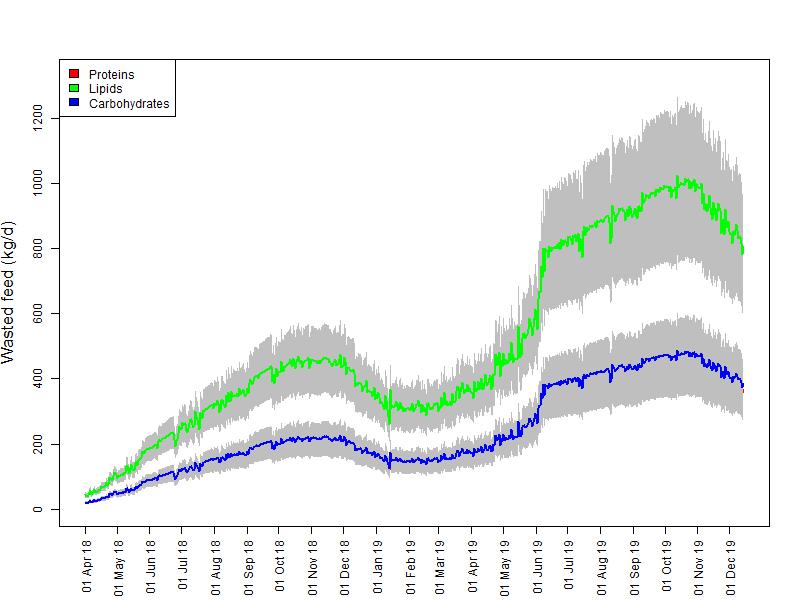 Proteins
Lipids
Carbohydrates
Wasted feed (kg/d)
1200
1000
800
600
400
200
0
01 Apr 18
01 May 18
01 Jun 18
01 Jul 18
01 Aug 18
01 Sep 18
01 Oct 18
01 Nov 18
01 Dec 18
01 Jan 19
01 Feb 19
01 Mar 19
01 Apr 19
01 May 19
01 Jun 19
01 Jul 19
01 Aug 19
01 Sep 19
01 Oct 19
01 Nov 19
01 Dec 19